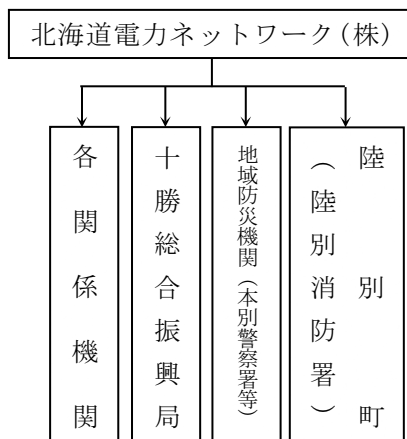 北海道電力ネットワーク（株）
各関係機関
十勝総合振興局
地域防災機関（本別警察署等）
陸別町
（陸別消防署）